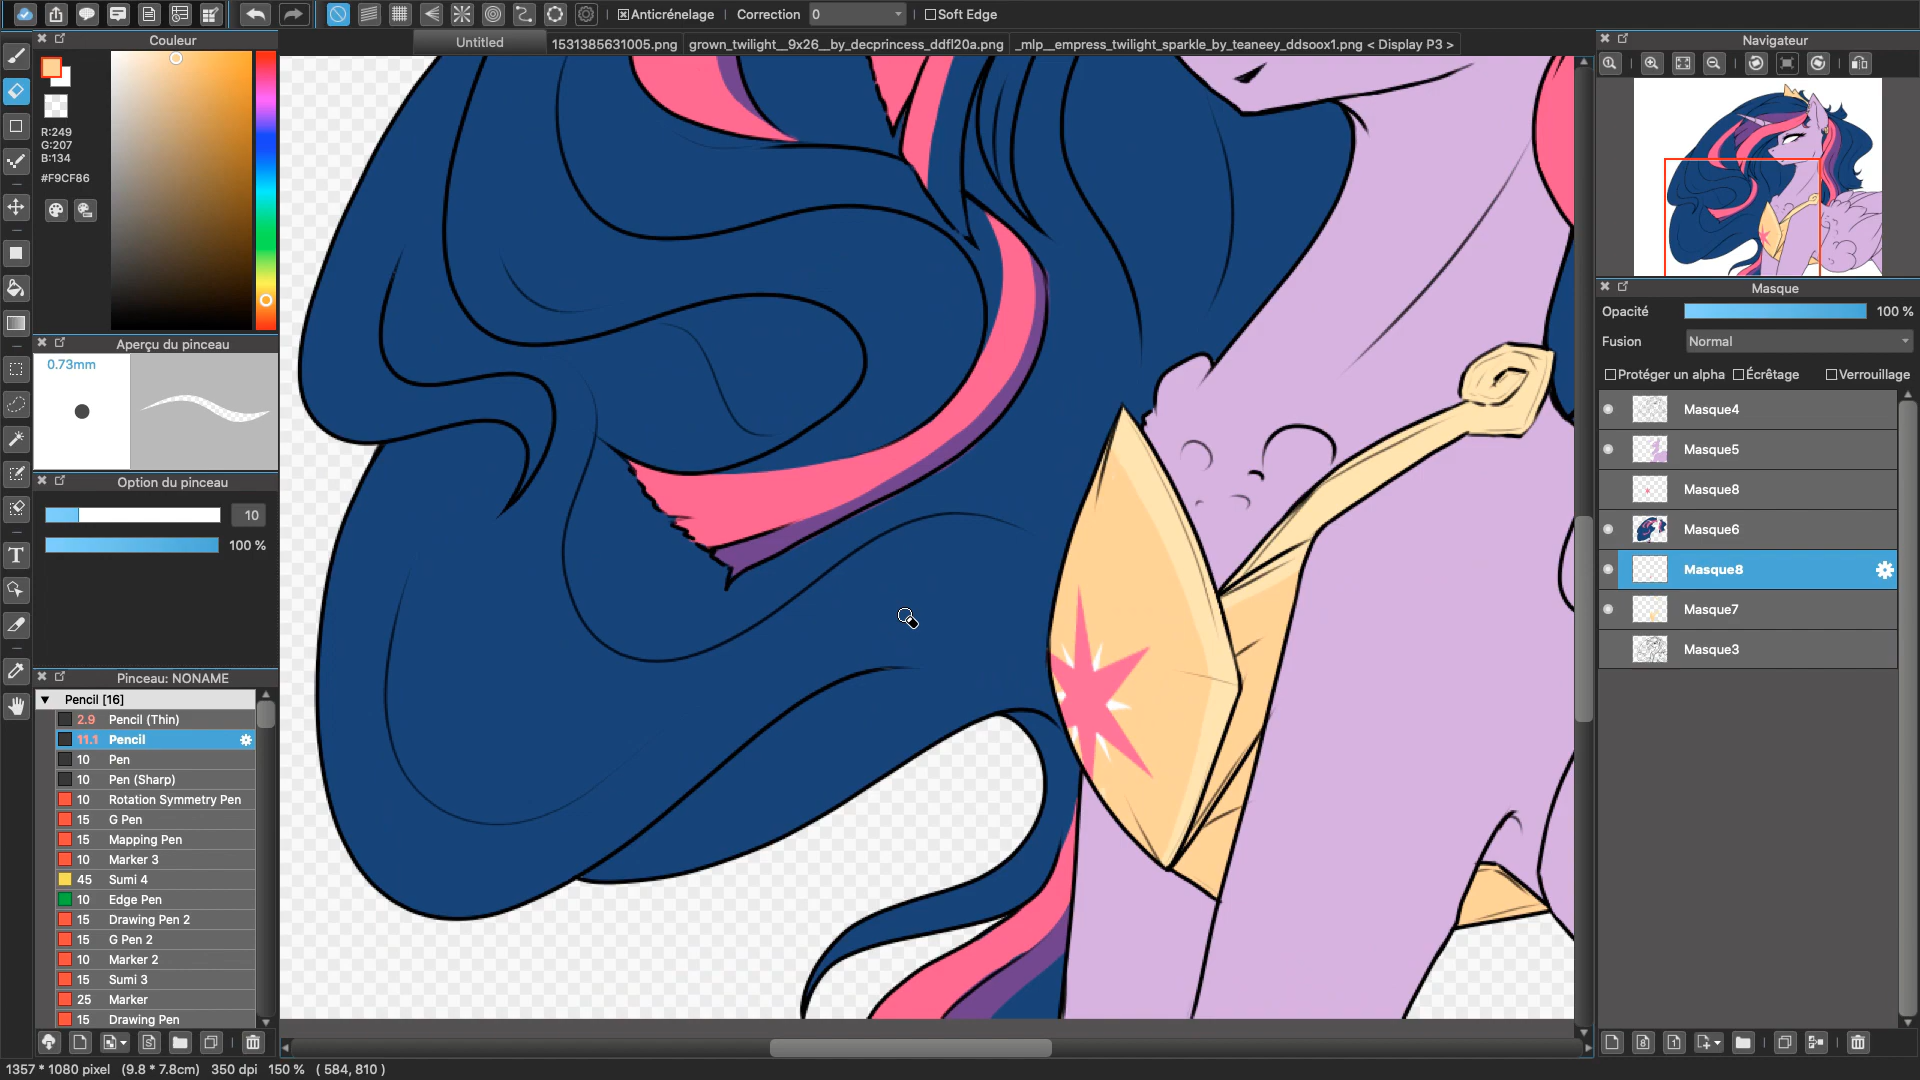 Anticrénelage
Correction 0
Soft Edge
Untitled
1531385631005.png
grown_twilight__9x26__by_decprincess_ddfl20a.png
_mlp__empress_twilight_sparkle_by_teaneey_ddsoox1.png < Display P3 >
Couleur
R:249
G:207
B:134
#F9CF86
Aperçu du pinceau
0.73mm
Option du pinceau
10
100 %
Pinceau: NONAME
Pencil [16]
2.9 Pencil (Thin)
11.1 Pencil
10 Pen
10 Pen (Sharp)
10 Rotation Symmetry Pen
15 G Pen
15 Mapping Pen
10 Marker 3
45 Sumi 4
10 Edge Pen
15 Drawing Pen 2
15 G Pen 2
10 Marker 2
15 Sumi 3
25 Marker
15 Drawing Pen
Navigateur
Masque
Opacité 100 %
Fusion Normal
Protéger un alpha Écrêtage Verrouillage
Masque4
Masque5
Masque8
Masque6
Masque8
Masque7
Masque3
1357 * 1080 pixel (9.8 * 7.8cm) 350 dpi 150 % ( 584, 810 )